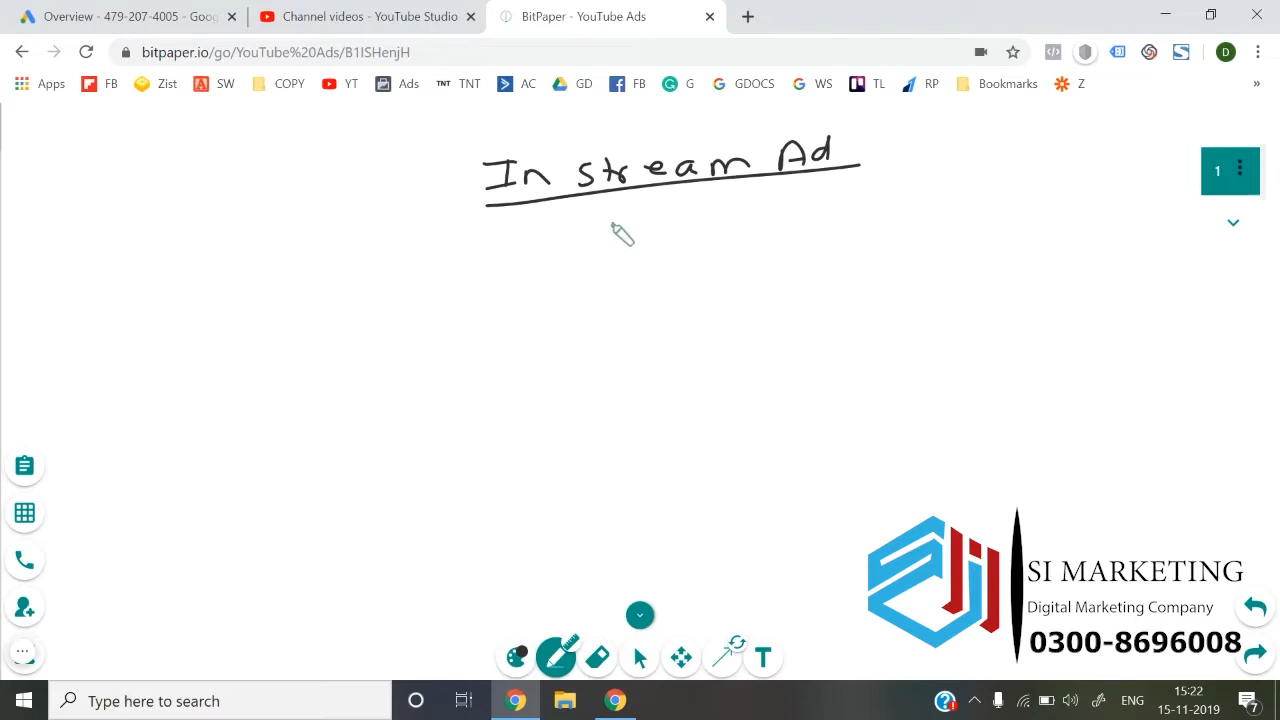 Overview - 479-207-4005 - Goog
Channel videos - YouTube Studio
BitPaper - YouTube Ads
bitpaper.io/go/YouTube%20Ads/B1ISHenjH
D
Apps
FB
Zist
SW
COPY
YT
Ads
TNT TNT
AC
GD
FB
G
GDOCS
WS
TL
RP
Bookmarks
Z
»
In stream Ad
1
SI MARKETING
Digital Marketing Company
0300-8696008
T
Type here to search
ENG
15:22
15-11-2019
7